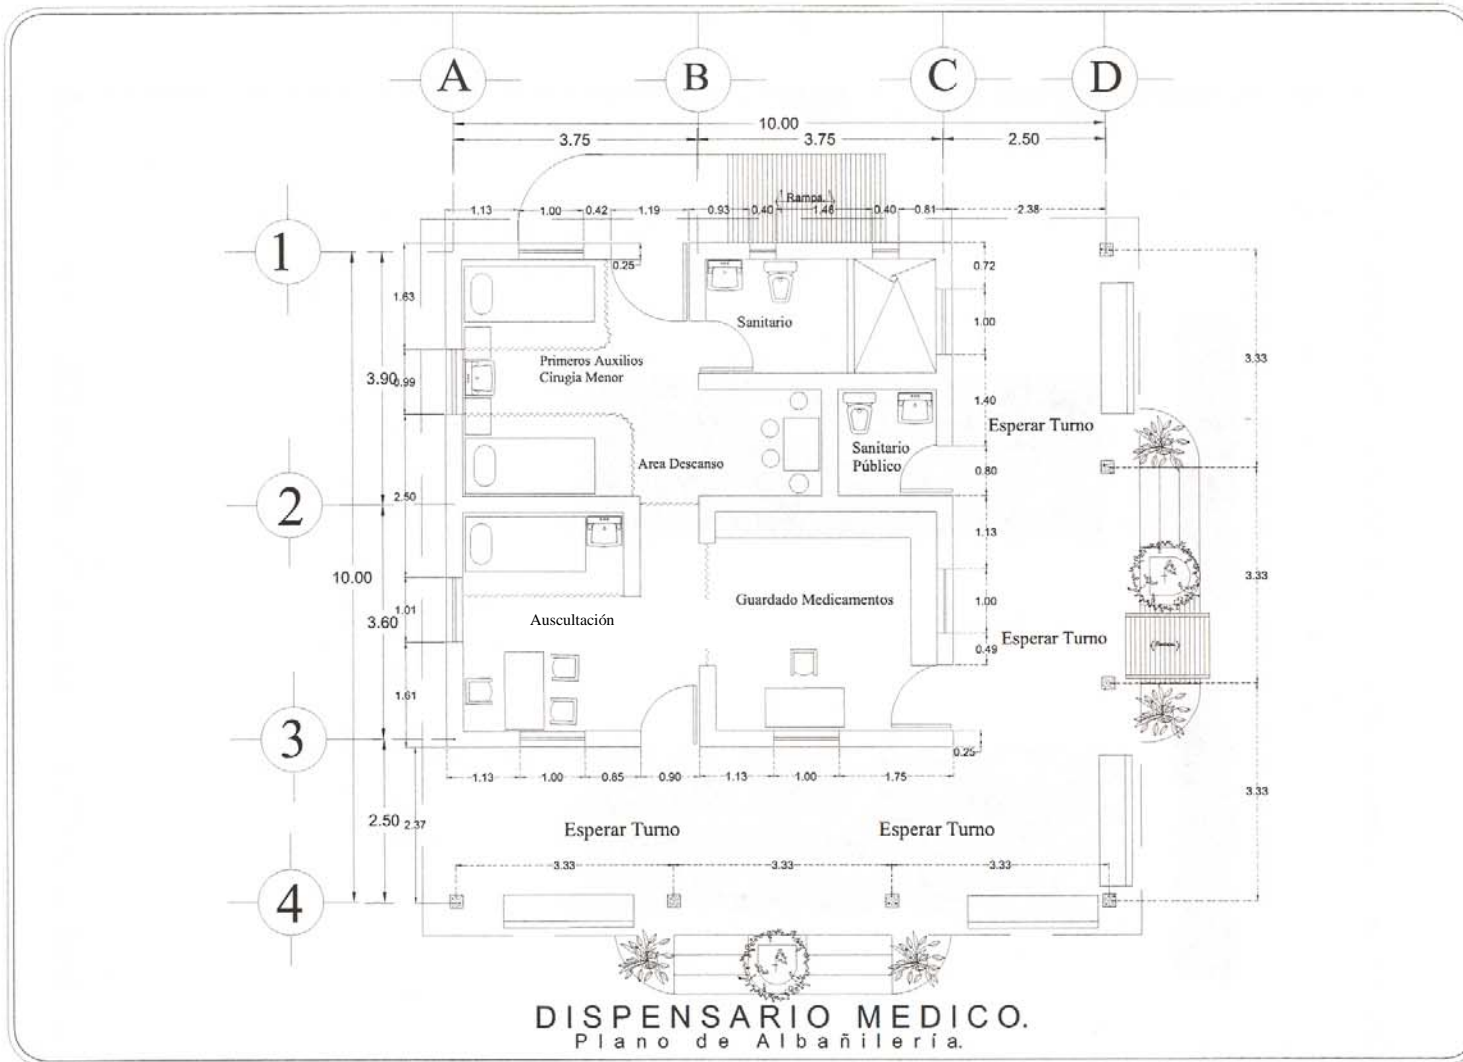 A
B
C
D
10.00
3.75
3.75
2.50
Rampa.
1.13
1.00
0.42
1.19
0.93
0.40
1.46
0.40
0.81
2.38
1
0.25
0.72
1.63
1.00
Sanitario
3.33
Primeros Auxilios
Cirugia Menor
3.90
0.99
1.40
Esperar Turno
Sanitario
Público
Area Descanso
0.80
2
2.50
1.13
10.00
3.33
Guardado Medicamentos
1.00
1.01
3.60
Auscultación
Esperar Turno
0.49
1.61
3
0.25
1.13
1.00
0.85
0.90
1.13
1.00
1.75
3.33
2.50
2.37
Esperar Turno
Esperar Turno
3.33
3.33
3.33
4
DISPENSARIO MEDICO.
Plano de Albañilería.